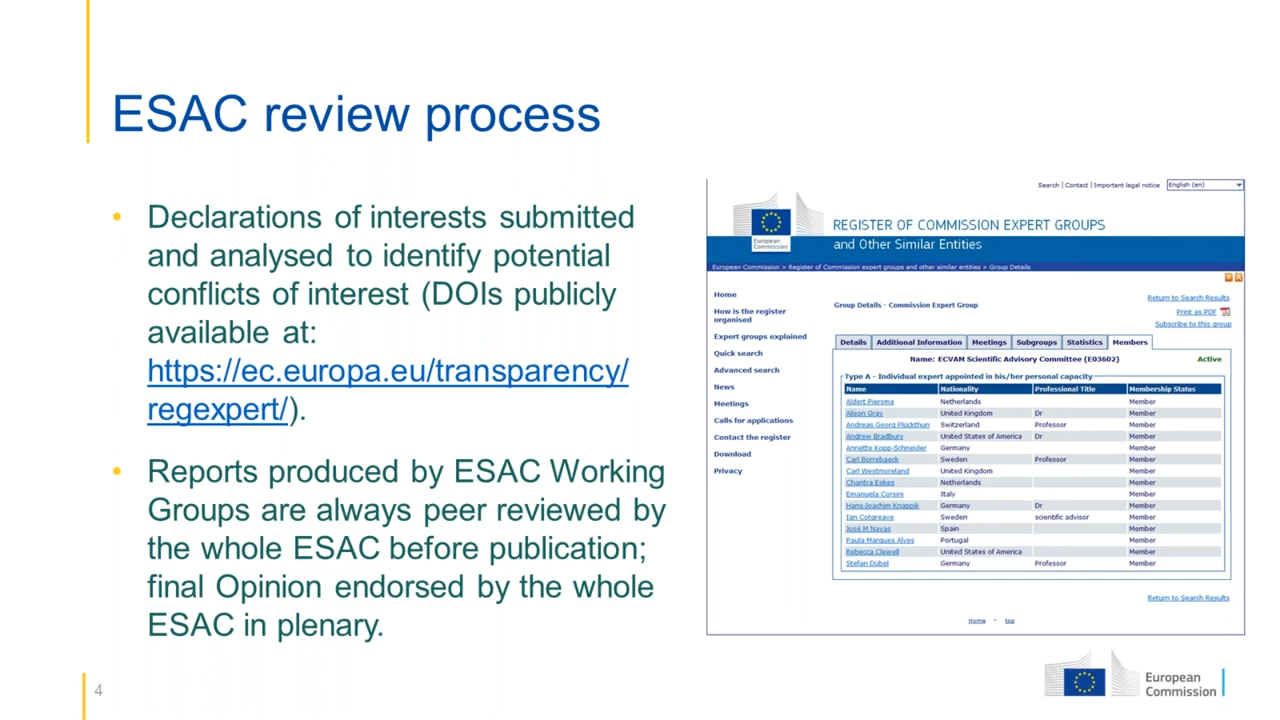 ESAC review process
• Declarations of interests submitted
and analysed to identify potential
conflicts of interest (DOIs publicly
available at:
https://ec.europa.eu/transparency/
regexpert/).
• Reports produced by ESAC Working
Groups are always peer reviewed by
the whole ESAC before publication;
final Opinion endorsed by the whole
ESAC in plenary.
Search | Contact | Important legal notice English (en)
European
Commission
REGISTER OF COMMISSION EXPERT GROUPS
and Other Similar Entities
European Commission > Register of Commission expert groups and other similar entities > Group Details
Home
How is the register
organised
Expert groups explained
Quick search
Advanced search
News
Meetings
Calls for applications
Contact the register
Download
Privacy
Group Details - Commission Expert Group
Return to Search Results
Print as PDF
Subscribe to this group
Details Additional Information Meetings Subgroups Statistics Members
Name: ECVAM Scientific Advisory Committee (E03602) Active
Type A - Individual expert appointed in his/her personal capacity
Name Nationality Professional Title Membership Status
Aldert Piersma Netherlands Member
Alison Gray United Kingdom Dr Member
Andreas Georg Plückthun Switzerland Professor Member
Andrew Bradbury United States of America Dr Member
Annette Kopp-Schneider Germany Member
Carl Borrebaeck Sweden Professor Member
Carl Westmoreland United Kingdom Member
Chantra Eskes Netherlands Member
Emanuela Corsini Italy Member
Hans-Joachim Knappik Germany Dr Member
Ian Cotgreave Sweden scientific advisor Member
José M Navas Spain Member
Paula Marques Alves Portugal Member
Rebecca Clewell United States of America Member
Stefan Dübel Germany Professor Member
Return to Search Results
Home - top
4
European
Commission